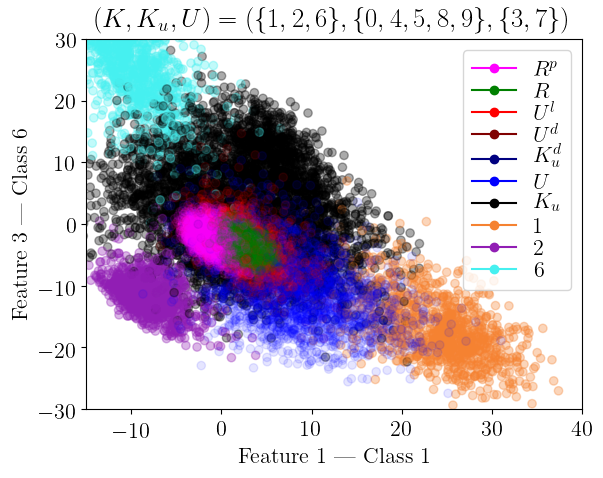 (K, K_u, U) = ({1, 2, 6}, {0, 4, 5, 8, 9}, {3, 7})
30
20
10
0
−10
−20
−30
Feature 3 — Class 6
R^p
R
U^l
U^d
K_u^d
U
K_u
1
2
6
−10
0
10
20
30
40
Feature 1 — Class 1